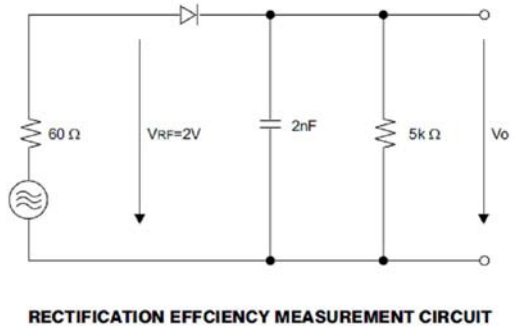 60 Ω
VRF=2V
2nF
5k Ω
Vo
RECTIFICATION EFFCIENCY MEASUREMENT CIRCUIT